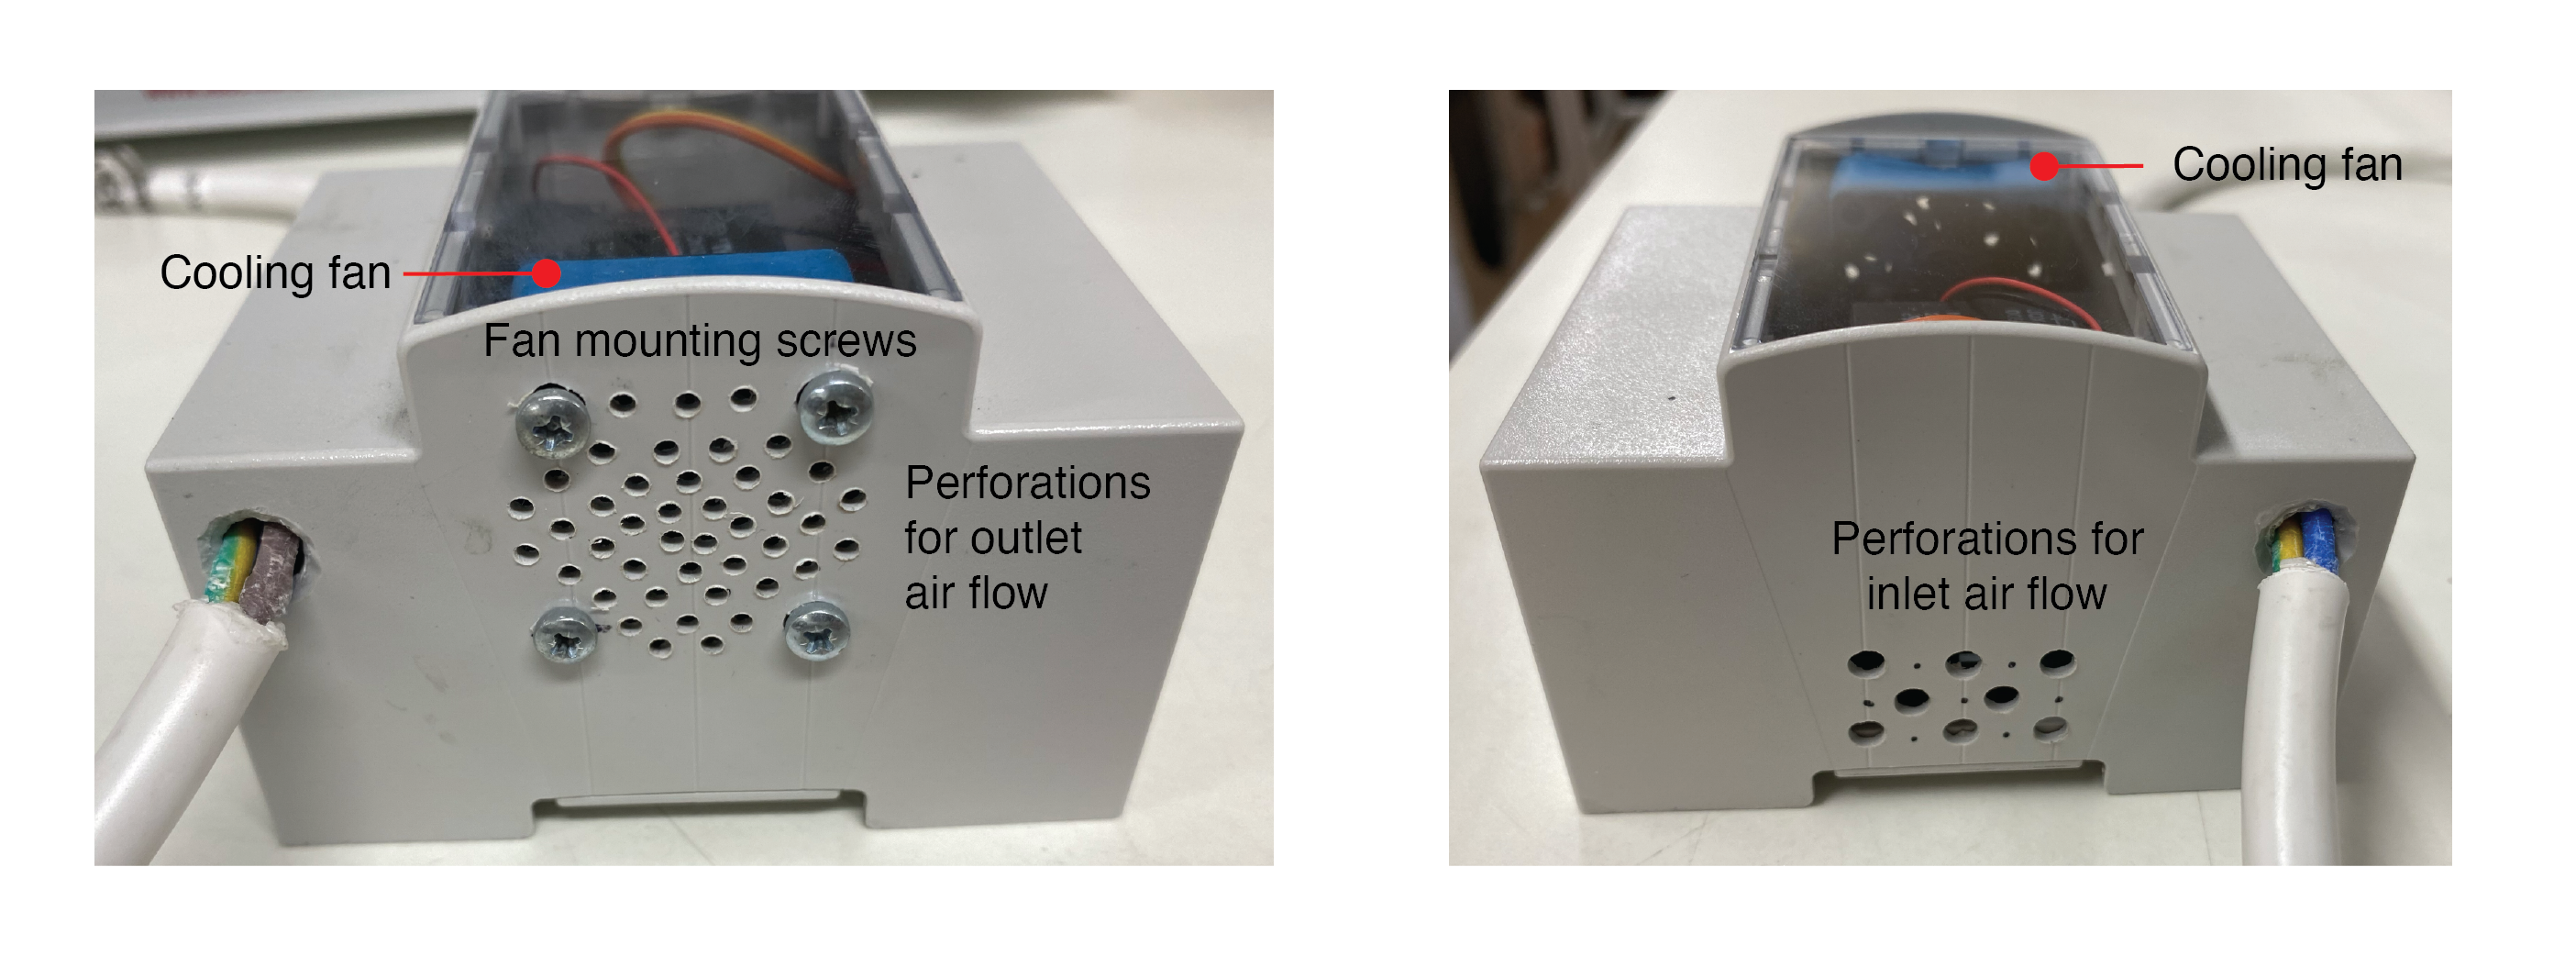 Cooling fan
Fan mounting screws
Perforations
for outlet
air flow
Cooling fan
Perforations for
inlet air flow